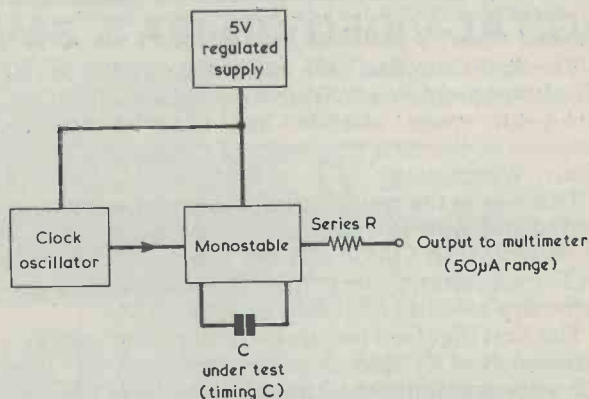 5V
regulated
supply
Clock
oscillator
Monostable
Series R
Output to multimeter
(50µA range)
C
under test
(timing C)